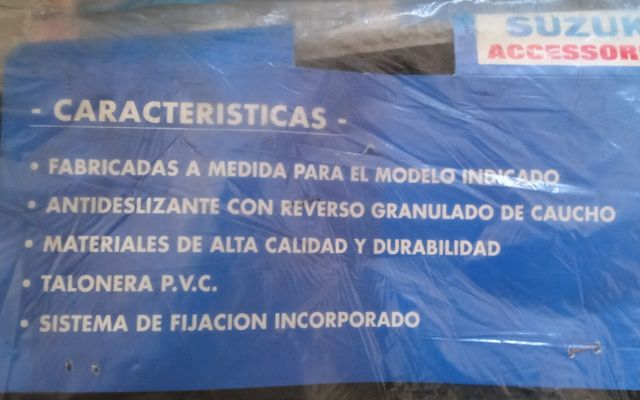 SUZUK
ACCESSOR
- CARACTERISTICAS -
• FABRICADAS A MEDIDA PARA EL MODELO INDICADO
• ANTIDESLIZANTE CON REVERSO GRANULADO DE CAUCHO
• MATERIALES DE ALTA CALIDAD Y DURABILIDAD
• TALONERA P.V.C.
• SISTEMA DE FIJACION INCORPORADO